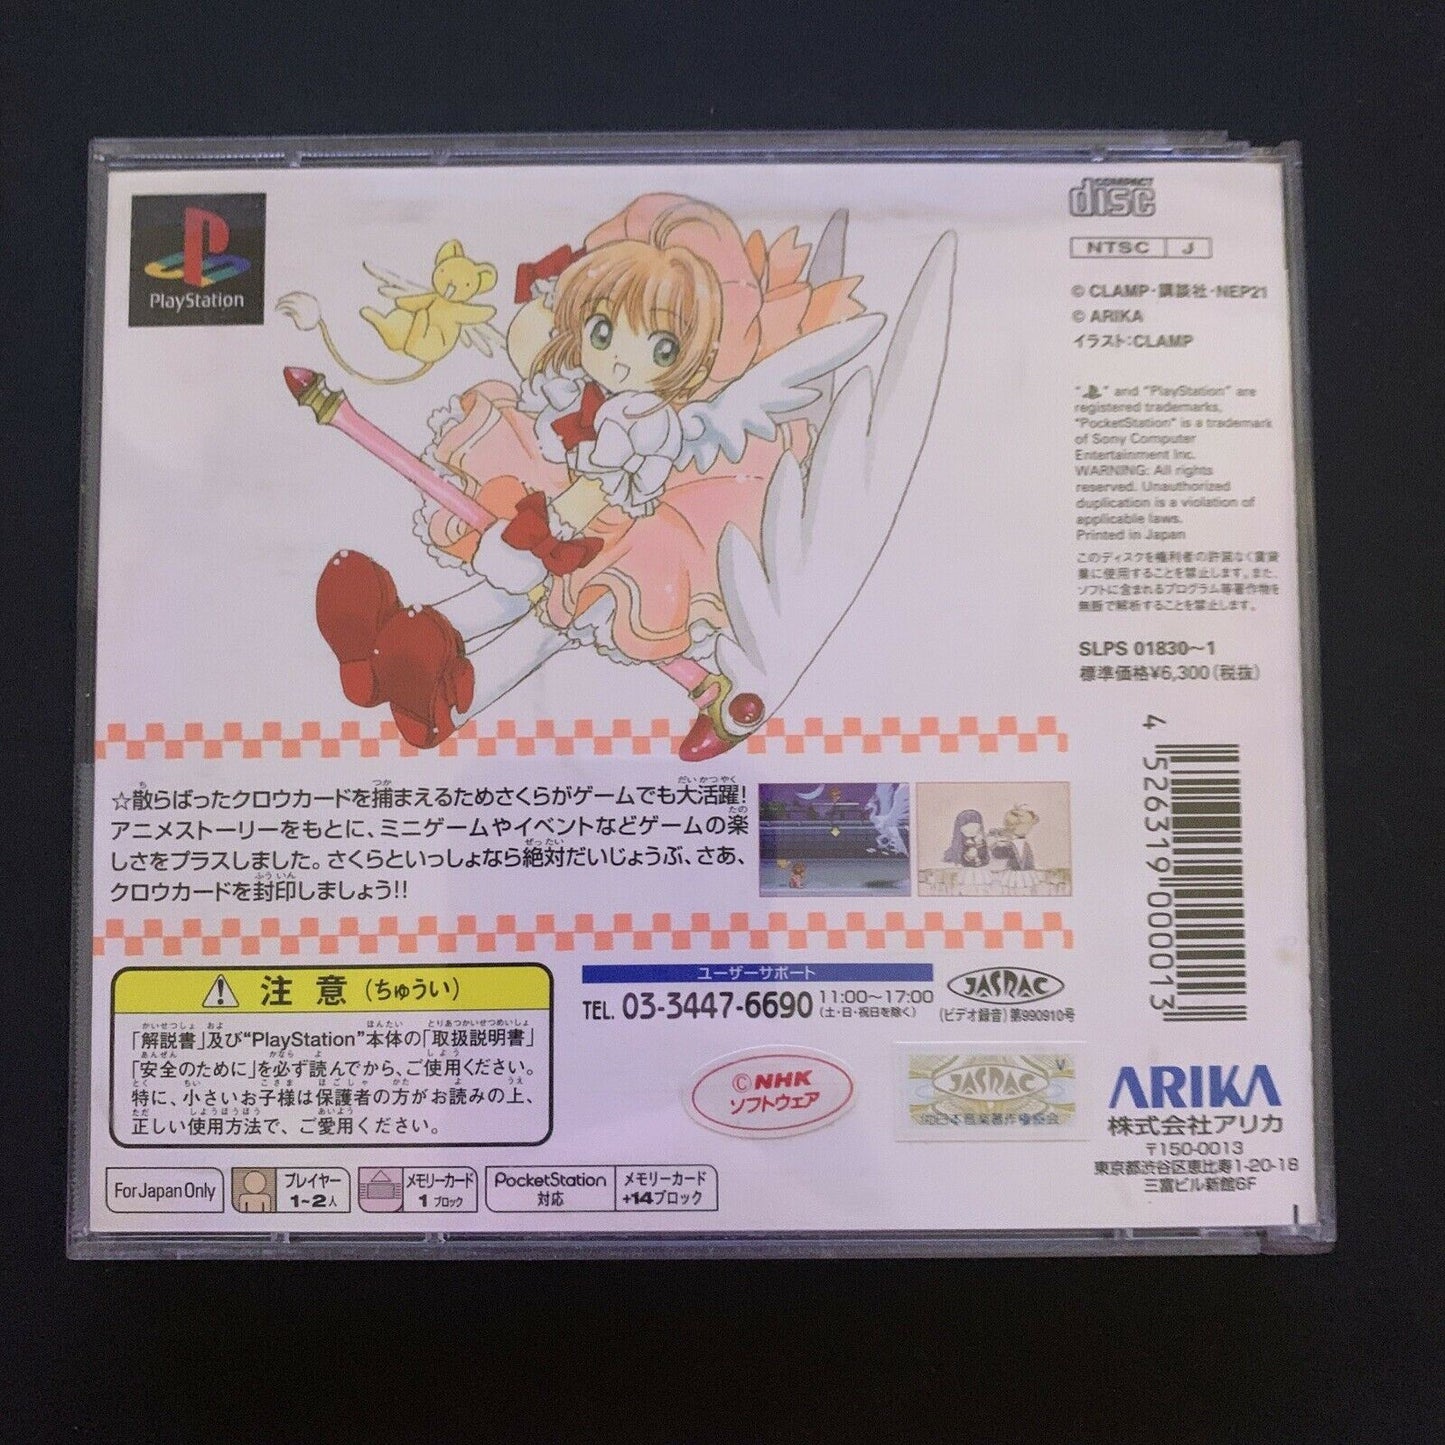 PlayStation
COMPACT
disc
NTSC J
© CLAMP・講談社・NEP21
© ARIKA
イラスト:CLAMP
" " and "PlayStation" are
registered trademarks,
"PocketStation" is a trademark
of Sony Computer
Entertainment Inc.
WARNING: All rights
reserved. Unauthorized
duplication is a violation of
applicable laws.
Printed in Japan
このディスクを権利者の許諾なく賃貸
業に使用することを禁止します。また、
ソフトに含まれるプログラム等著作物を
無断で解析することを禁止します。
SLPS 01830〜1
標準価格¥6,300(税抜)
4 526319 000013
☆散らばったクロウカードを捕まえるためさくらがゲームでも大活躍!
アニメストーリーをもとに、ミニゲームやイベントなどゲームの楽
しさをプラスしました。さくらといっしょなら絶対だいじょうぶ、さあ、
クロウカードを封印しましょう!!
注意(ちゅうい)
「解説書」及び"PlayStation"本体の「取扱説明書」
「安全のために」を必ず読んでから、ご使用ください。
特に、小さいお子様は保護者の方がお読みの上、
正しい使用方法で、ご愛用ください。
ユーザーサポート
TEL. 03-3447-6690 11:00〜17:00
(土・日・祝日を除く)
JASRAC
(ビデオ録音)第990910号
©NHK
ソフトウェア
V
JASRAC
日本音楽著作権協会
ARIKA
株式会社アリカ
〒150-0013
東京都渋谷区恵比寿1-20-18
三富ビル新館6F
For Japan Only
プレイヤー
1〜2人
メモリーカード
1 ブロック
PocketStation
対応
メモリーカード
+14ブロック